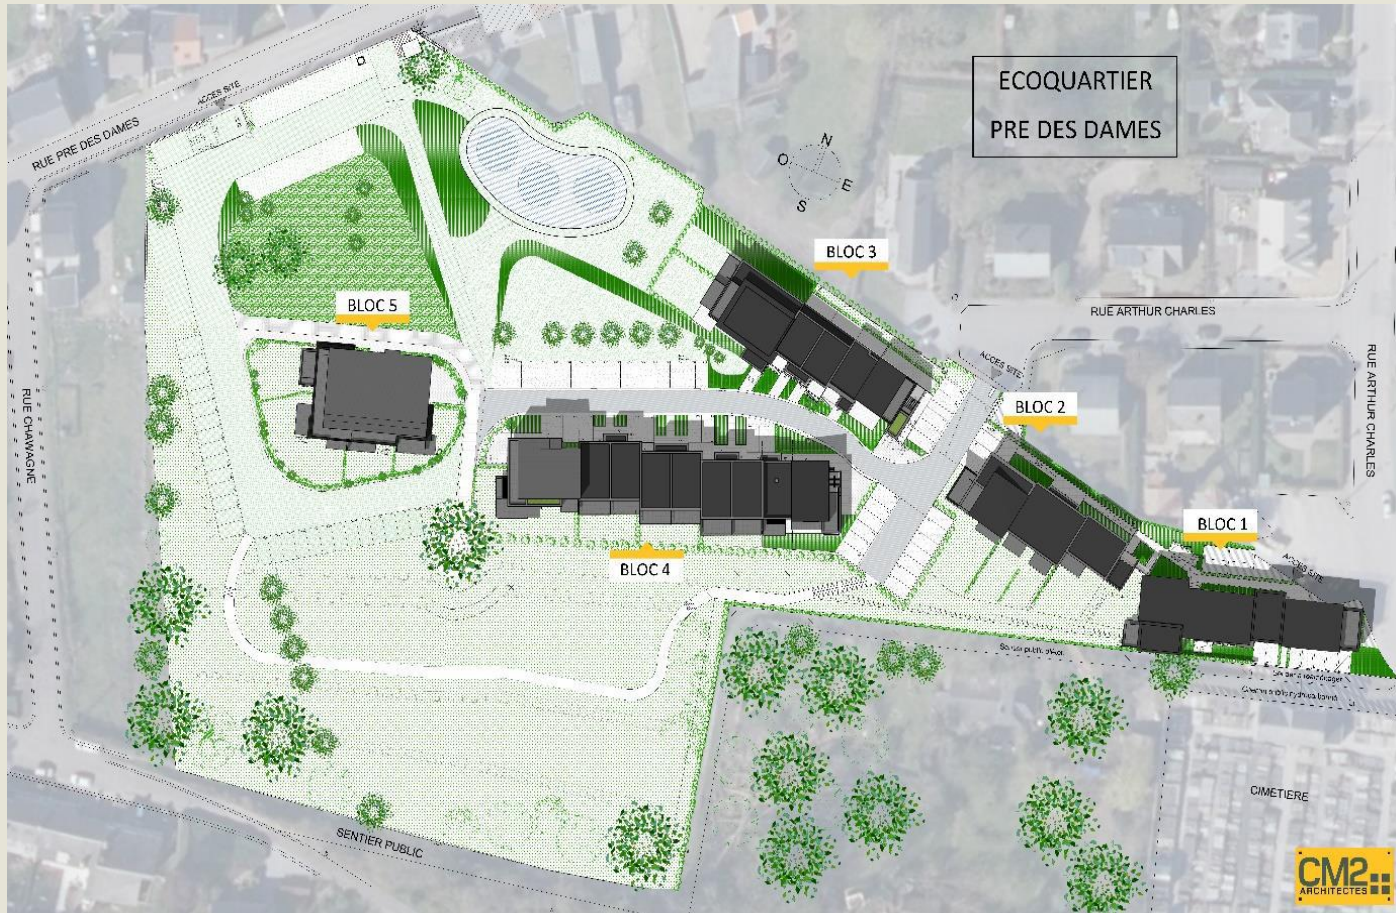 ECOQUARTIER
PRE DES DAMES
ACCES SITE
RUE PRE DES DAMES
N
O
E
S
BLOC 3
BLOC 5
RUE ARTHUR CHARLES
ACCES SITE
RUE CHAWAGNE
BLOC 2
RUE ARTHUR CHARLES
BLOC 1
ACCES SITE
BLOC 4
CIMETIERE
SENTIER PUBLIC
CM2
ARCHITECTES